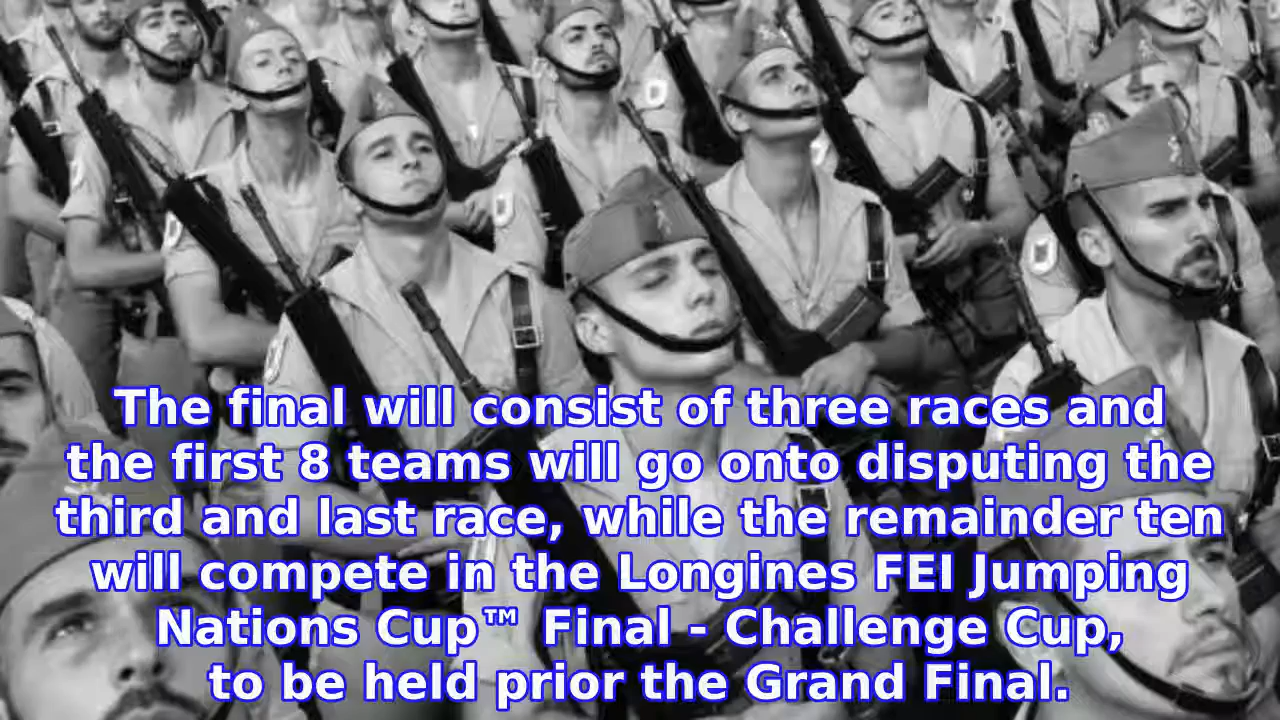 The final will consist of three races and
the first 8 teams will go onto disputing the
third and last race, while the remainder ten
will compete in the Longines FEI Jumping
Nations Cup™ Final - Challenge Cup,
to be held prior the Grand Final.